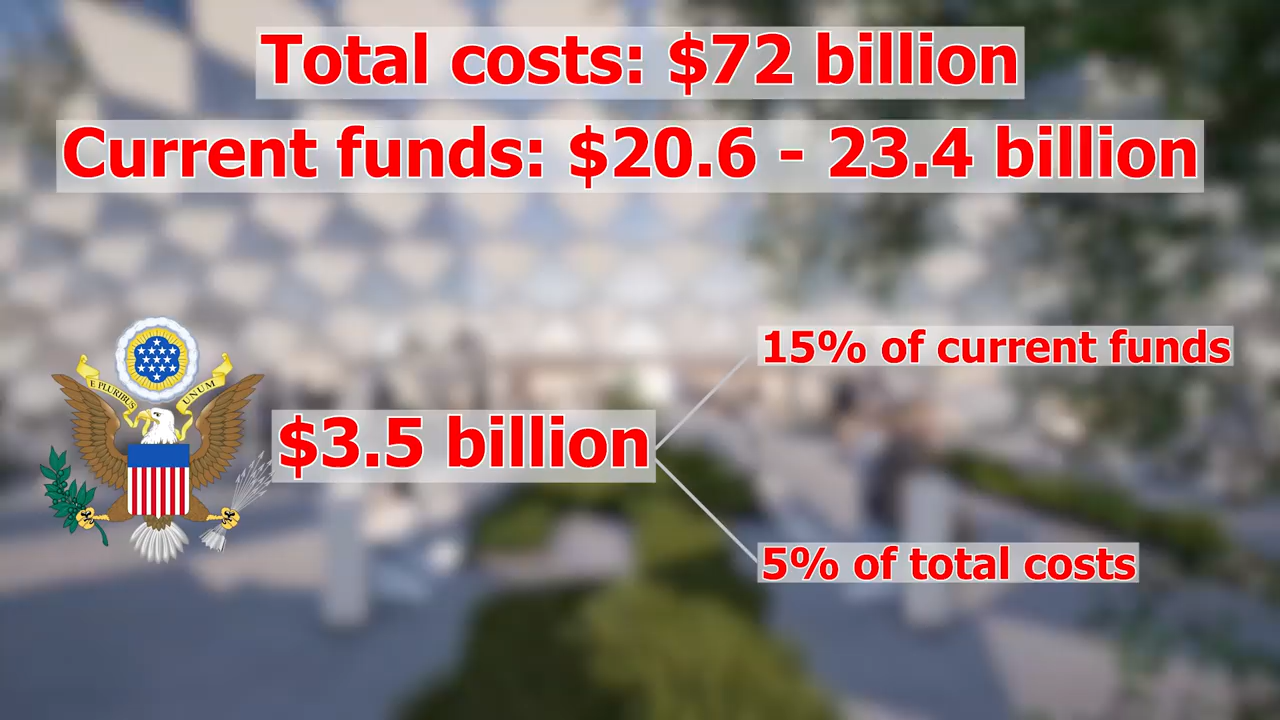 Total costs: $72 billion
Current funds: $20.6 - 23.4 billion
15% of current funds
E PLURIBUS UNUM
$3.5 billion
5% of total costs